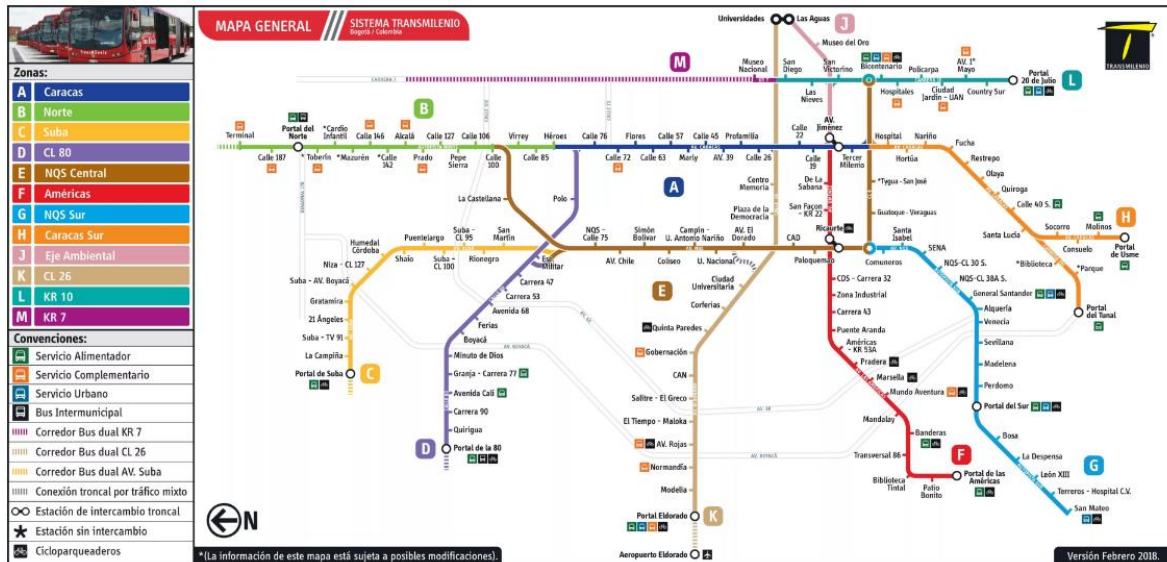 MAPA GENERAL
SISTEMA TRANSMILENIO
Bogotá / Colombia
TRANSMILENIO
Zonas:
A Caracas
B Norte
C Suba
D CL 80
E NQS Central
F Américas
G NQS Sur
H Caracas Sur
J Eje Ambiental
K CL 26
L KR 10
M KR 7
Convenciones:
Servicio Alimentador
Servicio Complementario
Servicio Urbano
Bus Intermunicipal
Corredor Bus dual KR 7
Corredor Bus dual CL 26
Corredor Bus dual AV. Suba
Conexión troncal por tráfico mixto
Estación de intercambio troncal
Estación sin intercambio
Cicloparqueaderos
Universidades
Las Aguas
J
Museo del Oro
M
Museo
Nacional
San
Diego
Las
Nieves
San
Victorino
Bicentenario
Hospitales
Policarpa
Ciudad
Jardín - UAN
AV. 1°
Mayo
Country Sur
Portal
20 de Julio
L
B
Terminal
Calle 187
Portal del
Norte
* Toberín
*Cardio
Infantil
*Mazurén
Calle 146
*Calle
142
Alcalá
Prado
Calle 127
Pepe
Sierra
Calle 106
Calle
100
Virrey
Calle 85
Héroes
Calle 76
Calle 72
Flores
Calle 63
Calle 57
Marly
Calle 45
AV. 39
Profamilia
Calle 26
Calle
22
Calle
19
AV.
Jiménez
Tercer
Milenio
A
Hospital
Hortúa
Nariño
Fucha
Restrepo
Olaya
Quiroga
Calle 40 S.
Santa Lucía
Socorro
Consuelo
Molinos
H
Portal
de Usme
*Biblioteca
*Parque
Portal
del Tunal
Polo
La Castellana
Centro
Memoria
Plaza de la
Democracia
De La
Sabana
San Façon - KR 22
Ricaurte
*Tygua - San José
Guatoque - Veraguas
Comuneros
Santa
Isabel
SENA
NQS-CL 30 S.
NQS-CL 38A S.
General Santander
Alquería
Venecia
Sevillana
Madelena
Perdomo
Portal del Sur
Bosa
La Despensa
León XIII
Terreros - Hospital C.V.
San Mateo
G
NQS -
Calle 75
AV. Chile
Simón
Bolívar
Coliseo
Campín -
U. Antonio Nariño
U. Nacional
AV. El
Dorado
CAD
Paloquemao
E
Ciudad
Universitaria
Corferias
Quinta Paredes
Gobernación
CAN
Salitre - El Greco
El Tiempo - Maloka
AV. Rojas
Normandía
Modelia
Portal Eldorado
K
Aeropuerto Eldorado
CDS - Carrera 32
Zona Industrial
Carrera 43
Puente Aranda
Américas
- KR 53A
Pradera
Marsella
Mundo Aventura
Mandalay
Banderas
Transversal 86
Biblioteca
Tintal
Patio
Bonito
F
Portal de las
Américas
San
Martín
Rionegro
Suba -
CL 95
Suba -
CL 100
Puentelargo
Shaio
Humedal
Córdoba
Niza - CL 127
Suba - AV. Boyacá
Gratamira
21 Ángeles
Suba - TV 91
La Campiña
Portal de Suba
C
Esc.
Militar
Carrera 47
Carrera 53
Avenida 68
Ferias
Boyacá
Minuto de Dios
Granja - Carrera 77
Avenida Cali
Carrera 90
Quirigua
D
Portal de la 80
AV. BOYACÁ
AV. 68
AV. BOYACÁ
N
*(La información de este mapa está sujeta a posibles modificaciones).
Versión Febrero 2018.